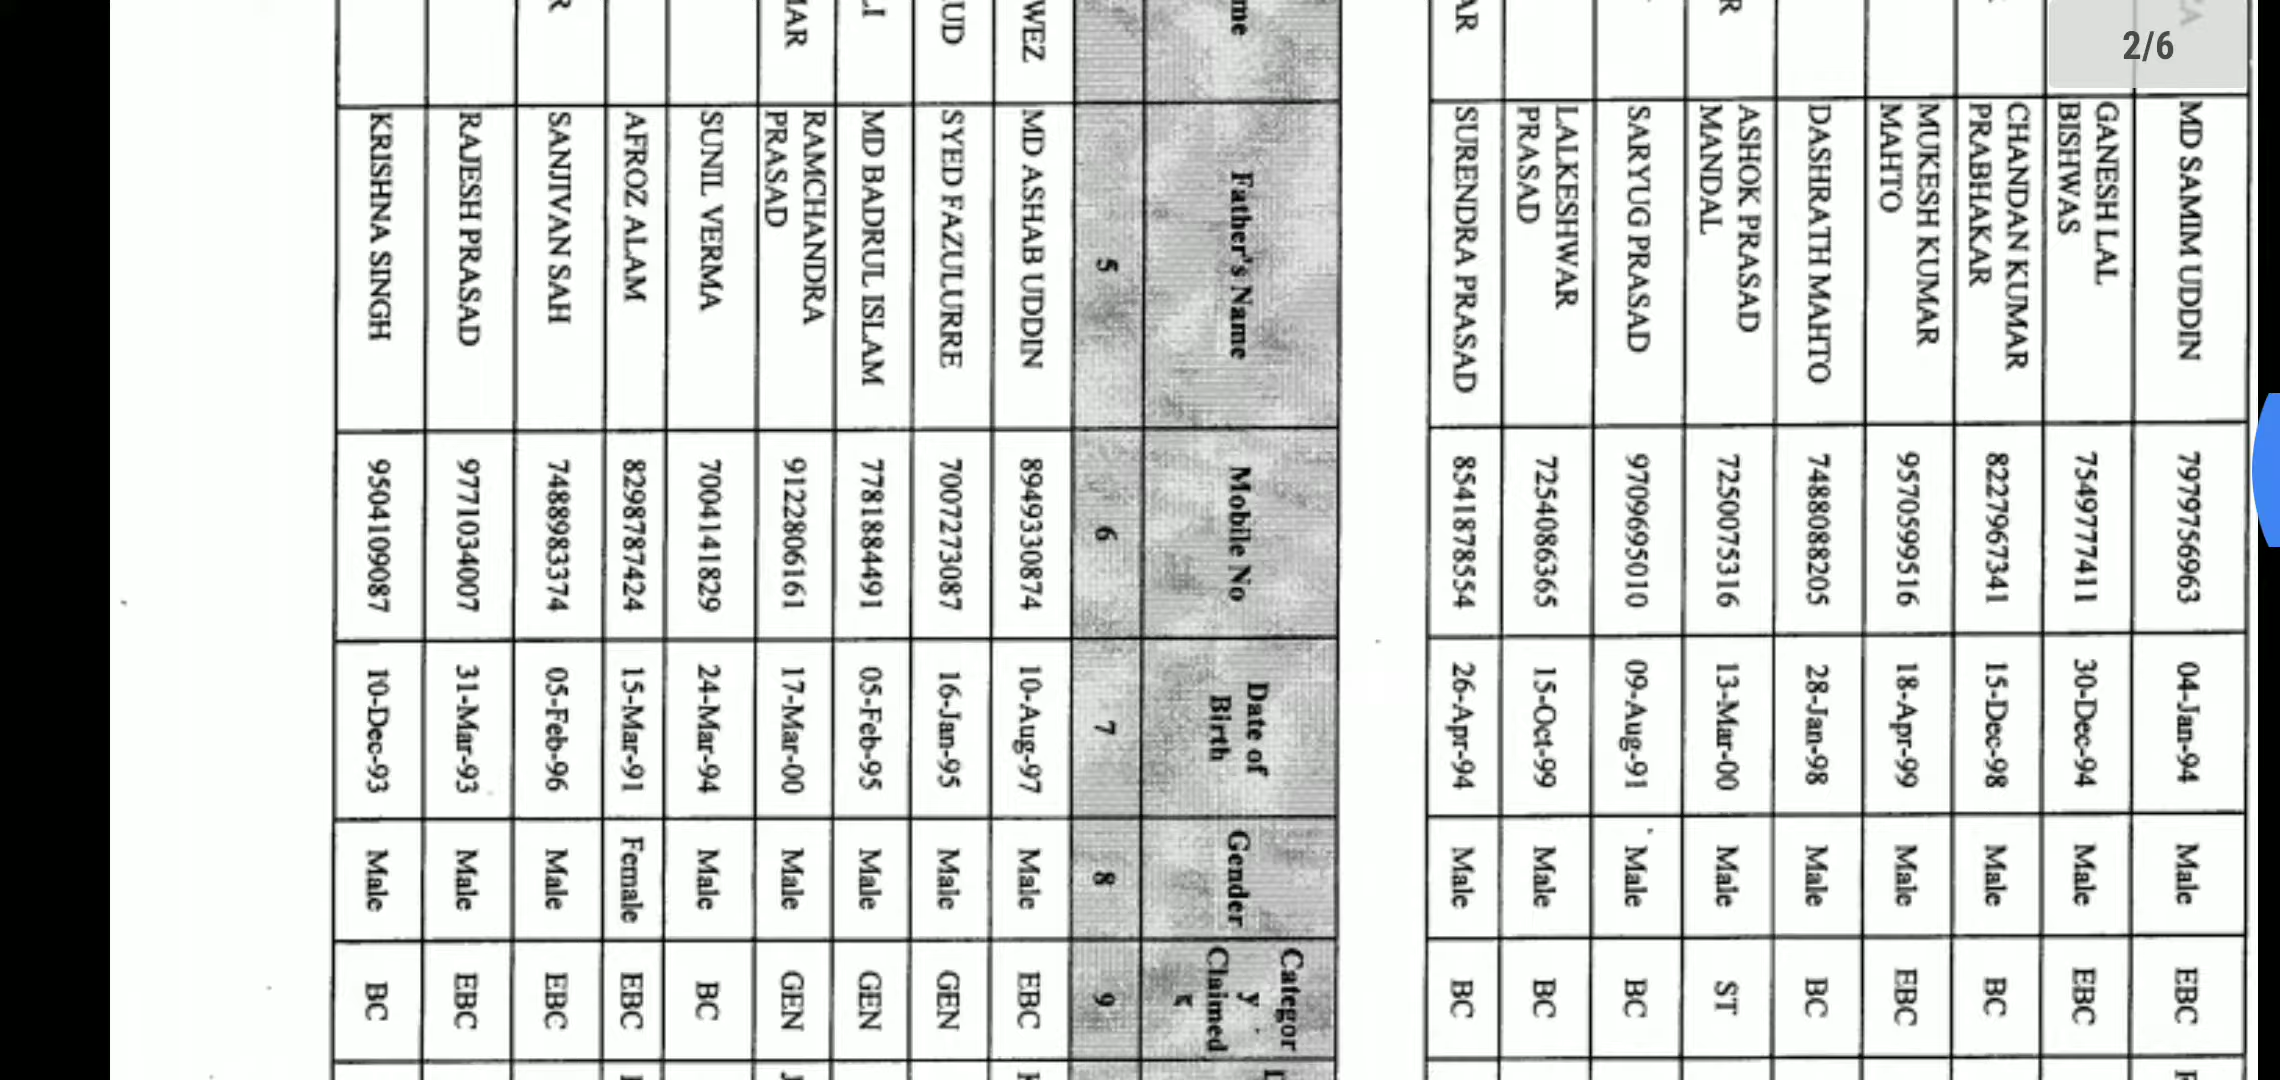 2/6
ZA
MD SAMIM UDDIN 7979756963 04-Jan-94 Male EBC
GANESH LAL
BISHWAS 7549777411 30-Dec-94 Male EBC
CHANDAN KUMAR
PRABHAKAR 8227967341 15-Dec-98 Male BC
MUKESH KUMAR
MAHTO 9570599516 18-Apr-99 Male EBC
DASHRATH MAHTO 7488088205 28-Jan-98 Male BC
R ASHOK PRASAD
MANDAL 7250075316 13-Mar-00 Male ST
SARYUG PRASAD 9709695010 09-Aug-91 Male BC
LALKESHWAR
PRASAD 7254086365 15-Oct-99 Male BC
AR SURENDRA PRASAD 8541878554 26-Apr-94 Male BC
me Father's Name Mobile No Date of
Birth Gender Categor
y
Claimed
5 6 7 8 9
WEZ MD ASHAB UDDIN 8949330874 10-Aug-97 Male EBC
UD SYED FAZULURRE 7007273087 16-Jan-95 Male GEN
LI MD BADRUL ISLAM 7781884491 05-Feb-95 Male GEN
MAR RAMCHANDRA
PRASAD 9122806161 17-Mar-00 Male GEN
SUNIL VERMA 7004141829 24-Mar-94 Male BC
AFROZ ALAM 8298787424 15-Mar-91 Female EBC
R SANJIVAN SAH 7488983374 05-Feb-96 Male EBC
RAJESH PRASAD 9771034007 31-Mar-93 Male EBC
KRISHNA SINGH 9504109087 10-Dec-93 Male BC